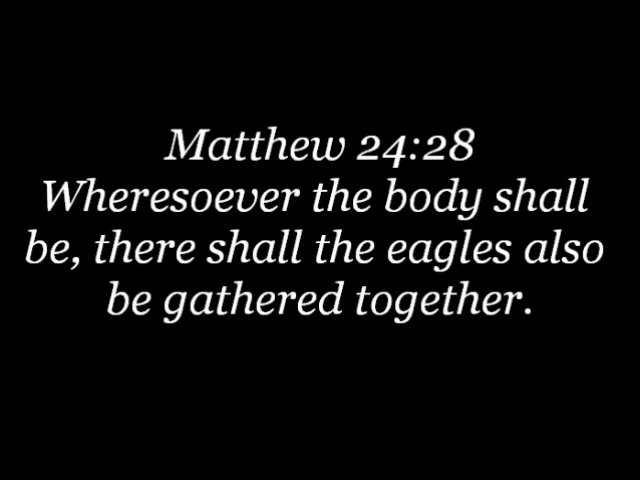 Matthew 24:28
Wheresoever the body shall
be, there shall the eagles also
be gathered together.